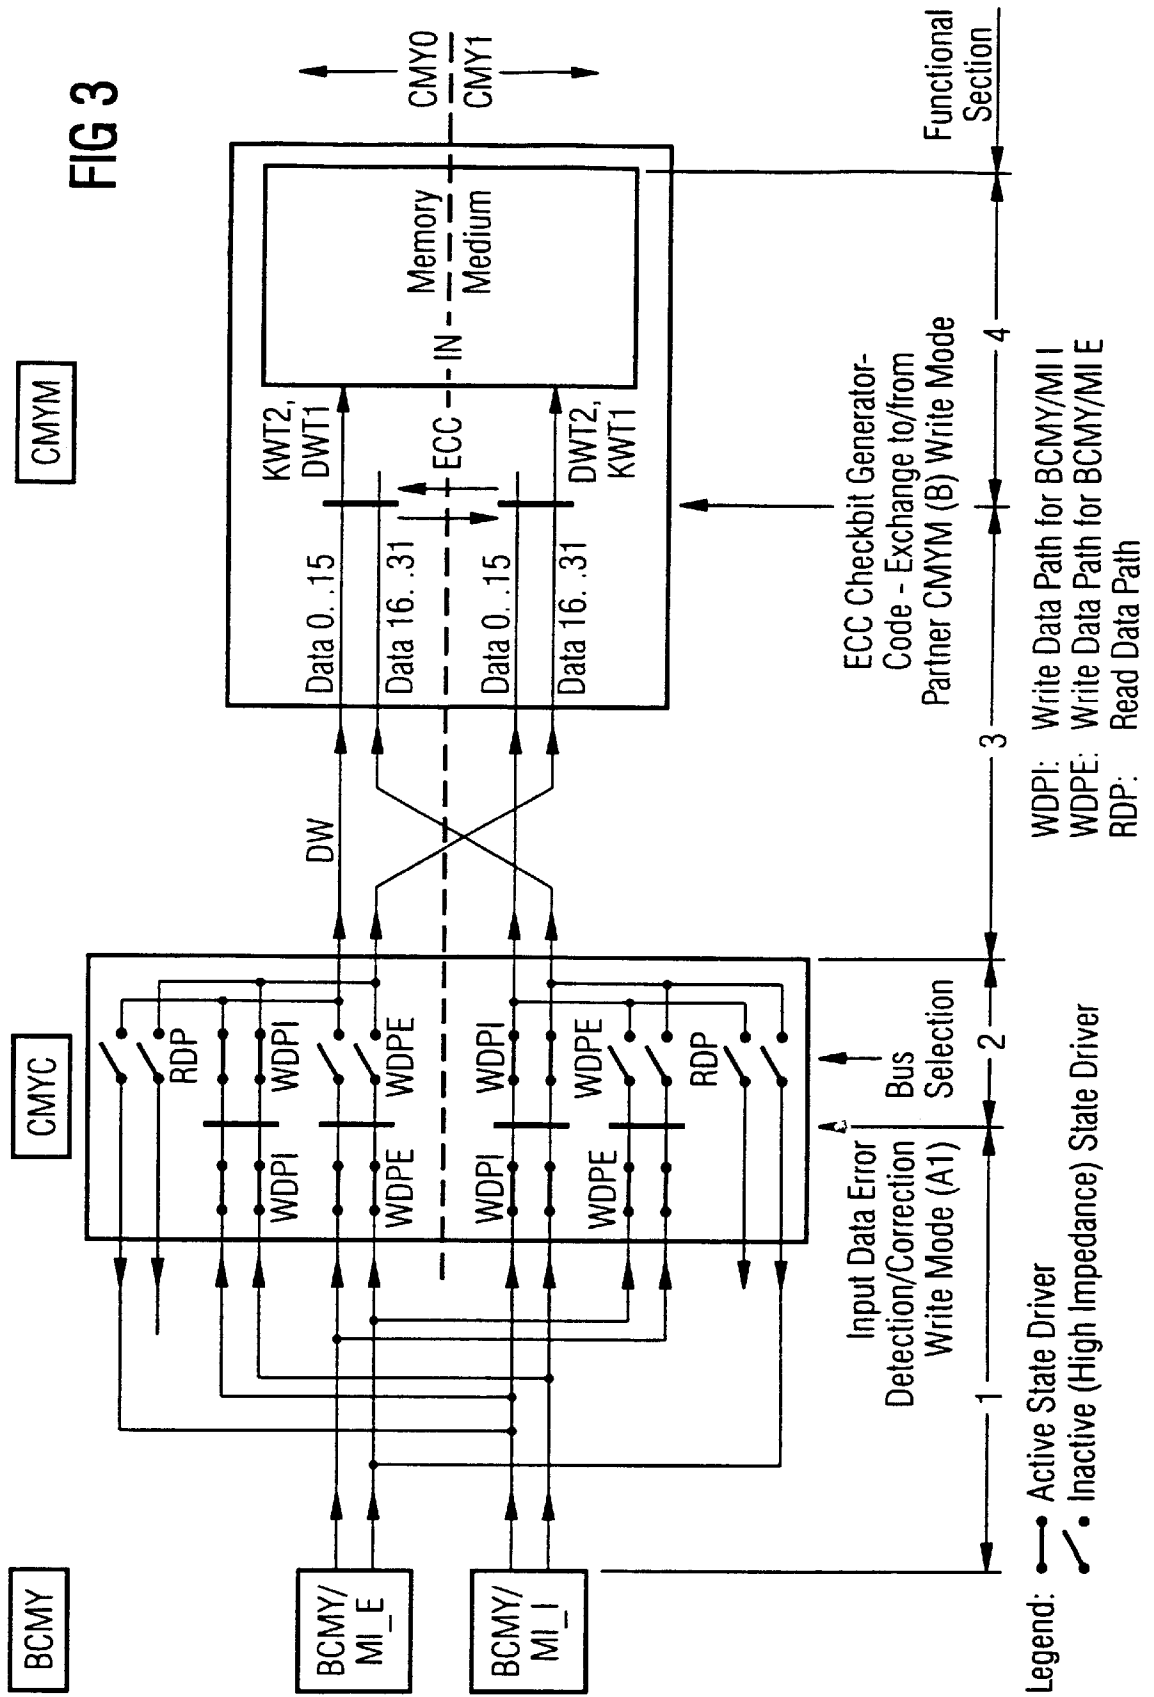 FIG 3
BCMY
CMYC
CMYM
BCMY/
MI_E
BCMY/
MI_I
RDP
WDPI
WDPI
WDPE
WDPE
WDPI
WDPI
WDPE
WDPE
RDP
DW
Data 0. .15
Data 16. .31
Data 0. .15
Data 16. .31
KWT2,
DWT1
ECC
IN
DWT2,
KWT1
Memory
Medium
CMY0
CMY1
Input Data Error
Detection/Correction
Write Mode (A1)
Bus
Selection
ECC Checkbit Generator-
Code - Exchange to/from
Partner CMYM (B) Write Mode
Functional
Section
1
2
3
4
Legend:
Active State Driver
Inactive (High Impedance) State Driver
WDPI: Write Data Path for BCMY/MI I
WDPE: Write Data Path for BCMY/MI E
RDP: Read Data Path